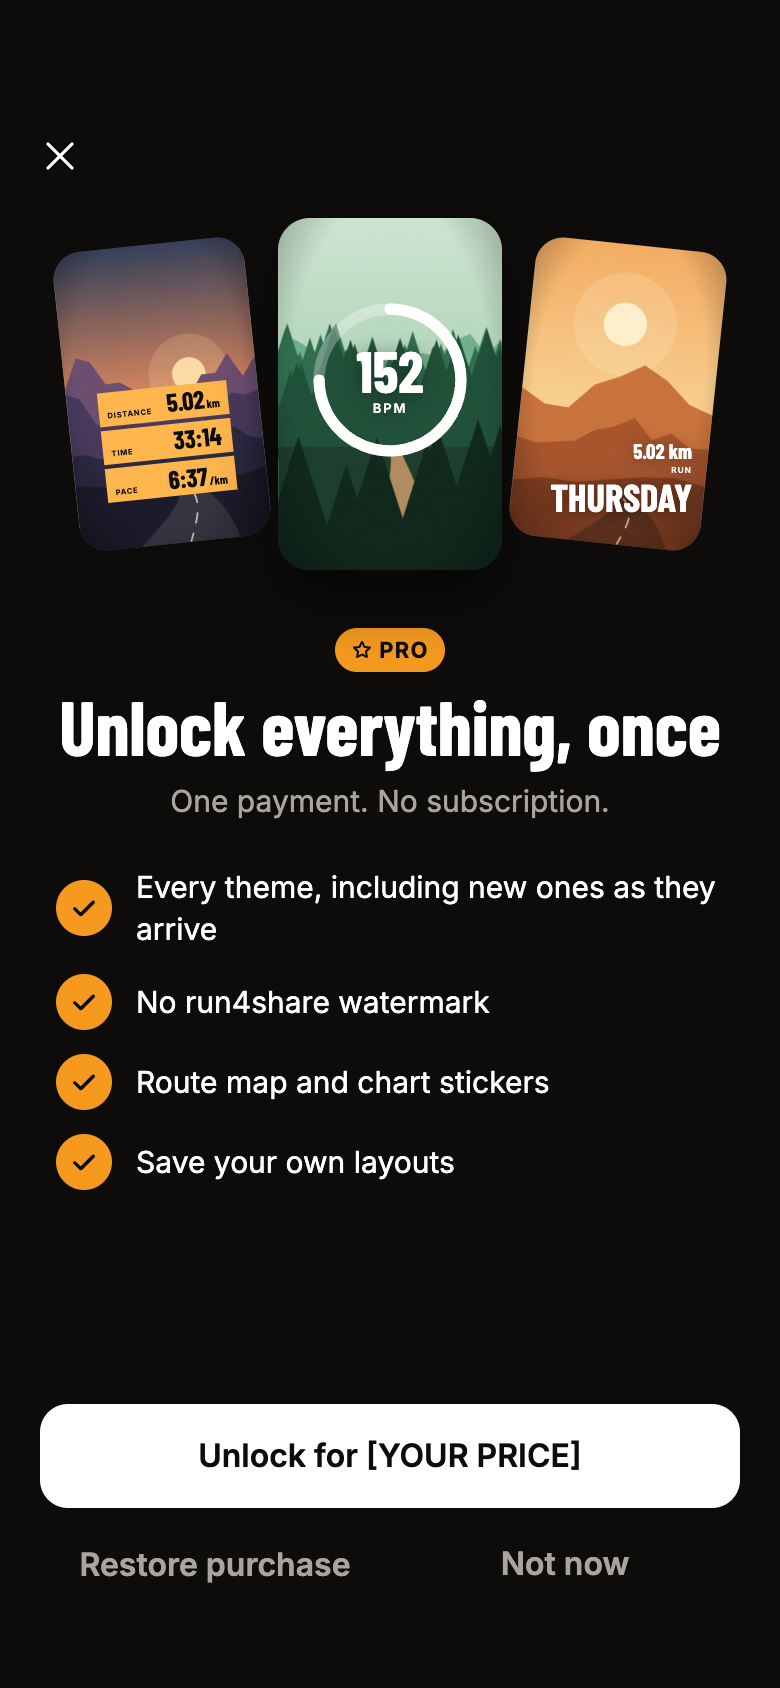 DISTANCE 5.02 km
TIME 33:14
PACE 6:37 /km
152
BPM
5.02 km
RUN
THURSDAY
PRO
Unlock everything, once
One payment. No subscription.
Every theme, including new ones as they
arrive
No run4share watermark
Route map and chart stickers
Save your own layouts
Unlock for [YOUR PRICE]
Restore purchase Not now